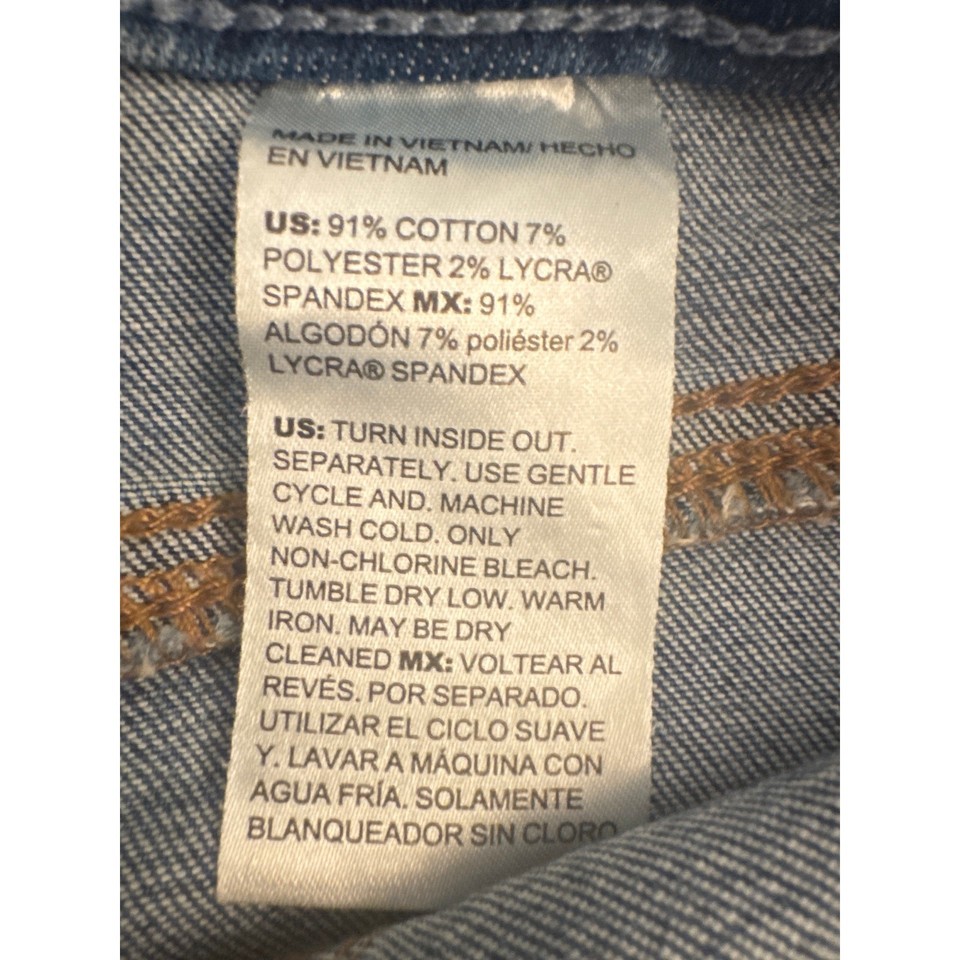 MADE IN VIETNAM/ HECHO
EN VIETNAM
US: 91% COTTON 7%
POLYESTER 2% LYCRA®
SPANDEX MX: 91%
ALGODÓN 7% poliéster 2%
LYCRA® SPANDEX
US: TURN INSIDE OUT.
SEPARATELY. USE GENTLE
CYCLE AND. MACHINE
WASH COLD. ONLY
NON-CHLORINE BLEACH.
TUMBLE DRY LOW. WARM
IRON. MAY BE DRY
CLEANED MX: VOLTEAR AL
REVÉS. POR SEPARADO.
UTILIZAR EL CICLO SUAVE
Y. LAVAR A MÁQUINA CON
AGUA FRÍA. SOLAMENTE
BLANQUEADOR SIN CLORO